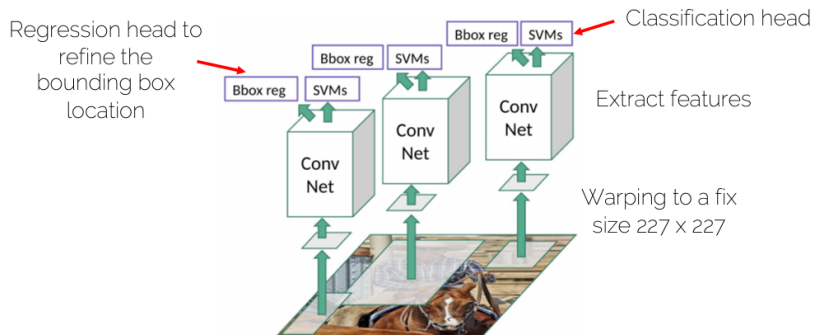 Regression head to
refine the
bounding box
location
Classification head
Bbox reg SVMs
Bbox reg SVMs
Bbox reg SVMs
Extract features
Conv
Net
Conv
Net
Conv
Net
Warping to a fix
size 227 x 227